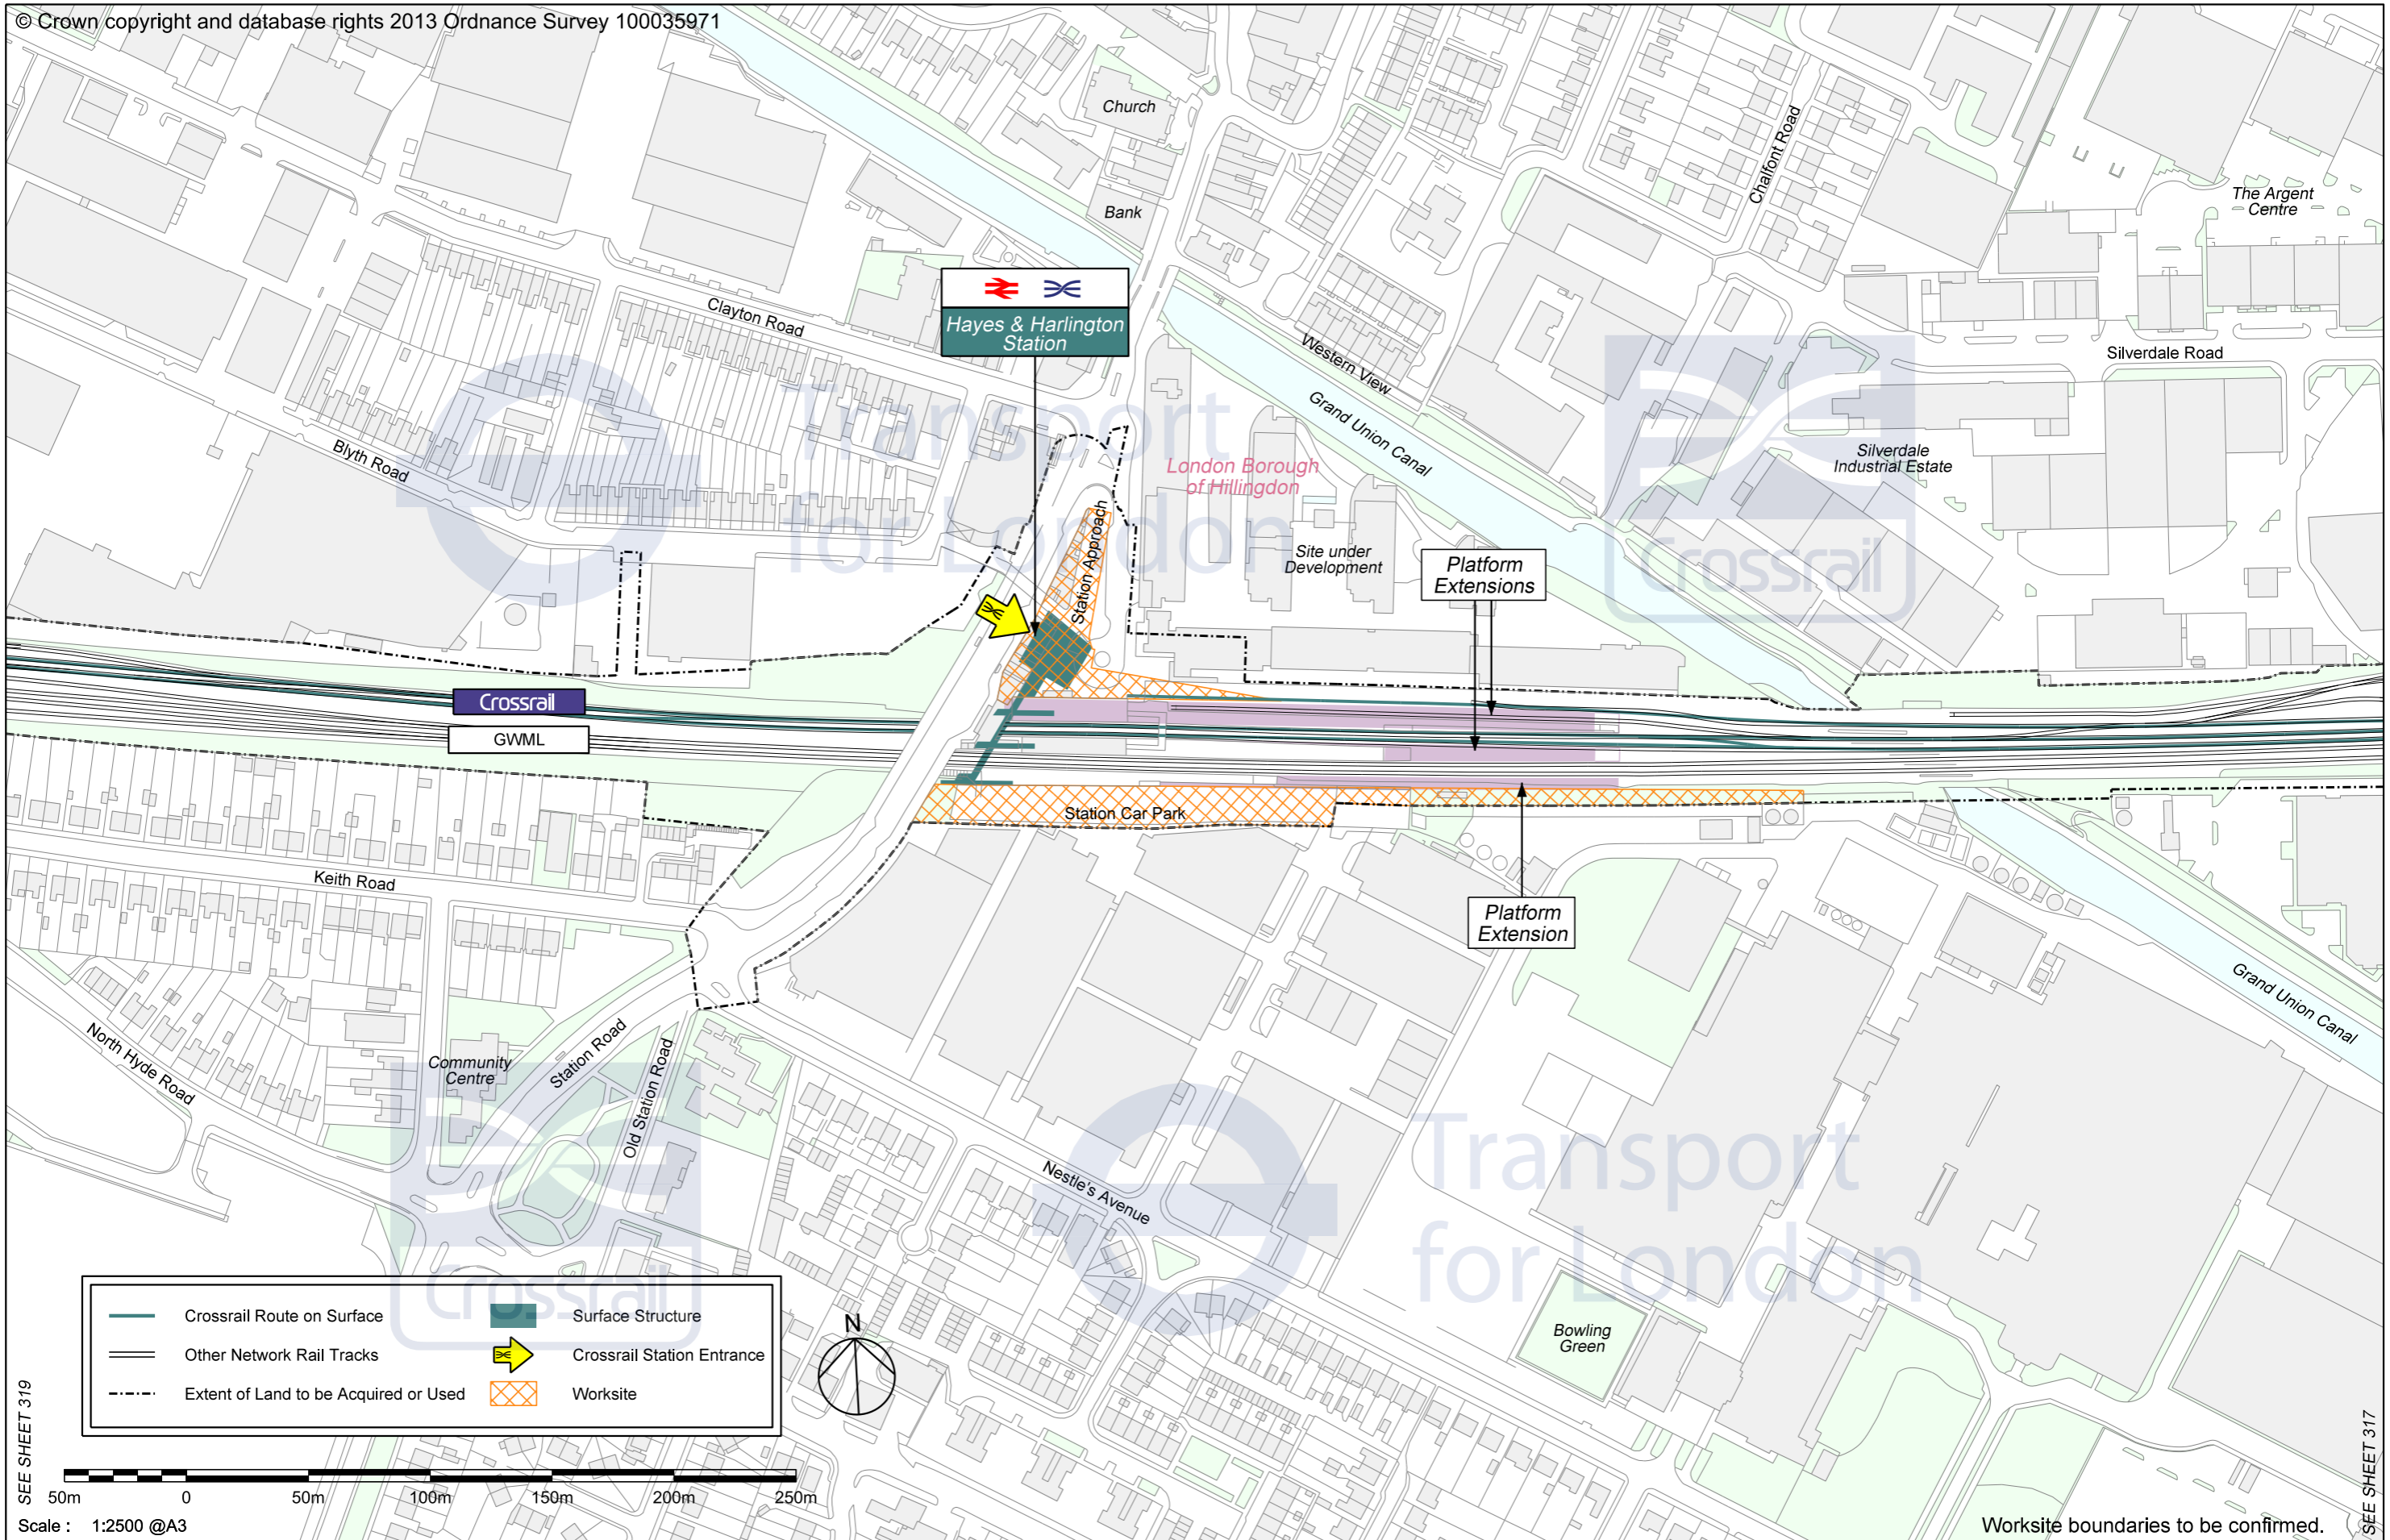 © Crown copyright and database rights 2013 Ordnance Survey 100035971
Church
Bank
Chalfont Road
The Argent
Centre
Hayes & Harlington
Station
Clayton Road
Western View
Silverdale Road
Grand Union Canal
Blyth Road
Transport
for London
London Borough
of Hillingdon
Silverdale
Industrial Estate
Crossrail
Station Approach
Site under
Development
Platform
Extensions
Crossrail
GWML
Station Car Park
Keith Road
Platform
Extension
Grand Union Canal
North Hyde Road
Community
Centre
Station Road
Old Station Road
Nestle's Avenue
Transport
for London
Crossrail
Bowling
Green
Crossrail Route on Surface
Surface Structure
Other Network Rail Tracks
Crossrail Station Entrance
Extent of Land to be Acquired or Used
Worksite
N
SEE SHEET 319
SEE SHEET 317
50m 0 50m 100m 150m 200m 250m
Scale : 1:2500 @A3
Worksite boundaries to be confirmed.